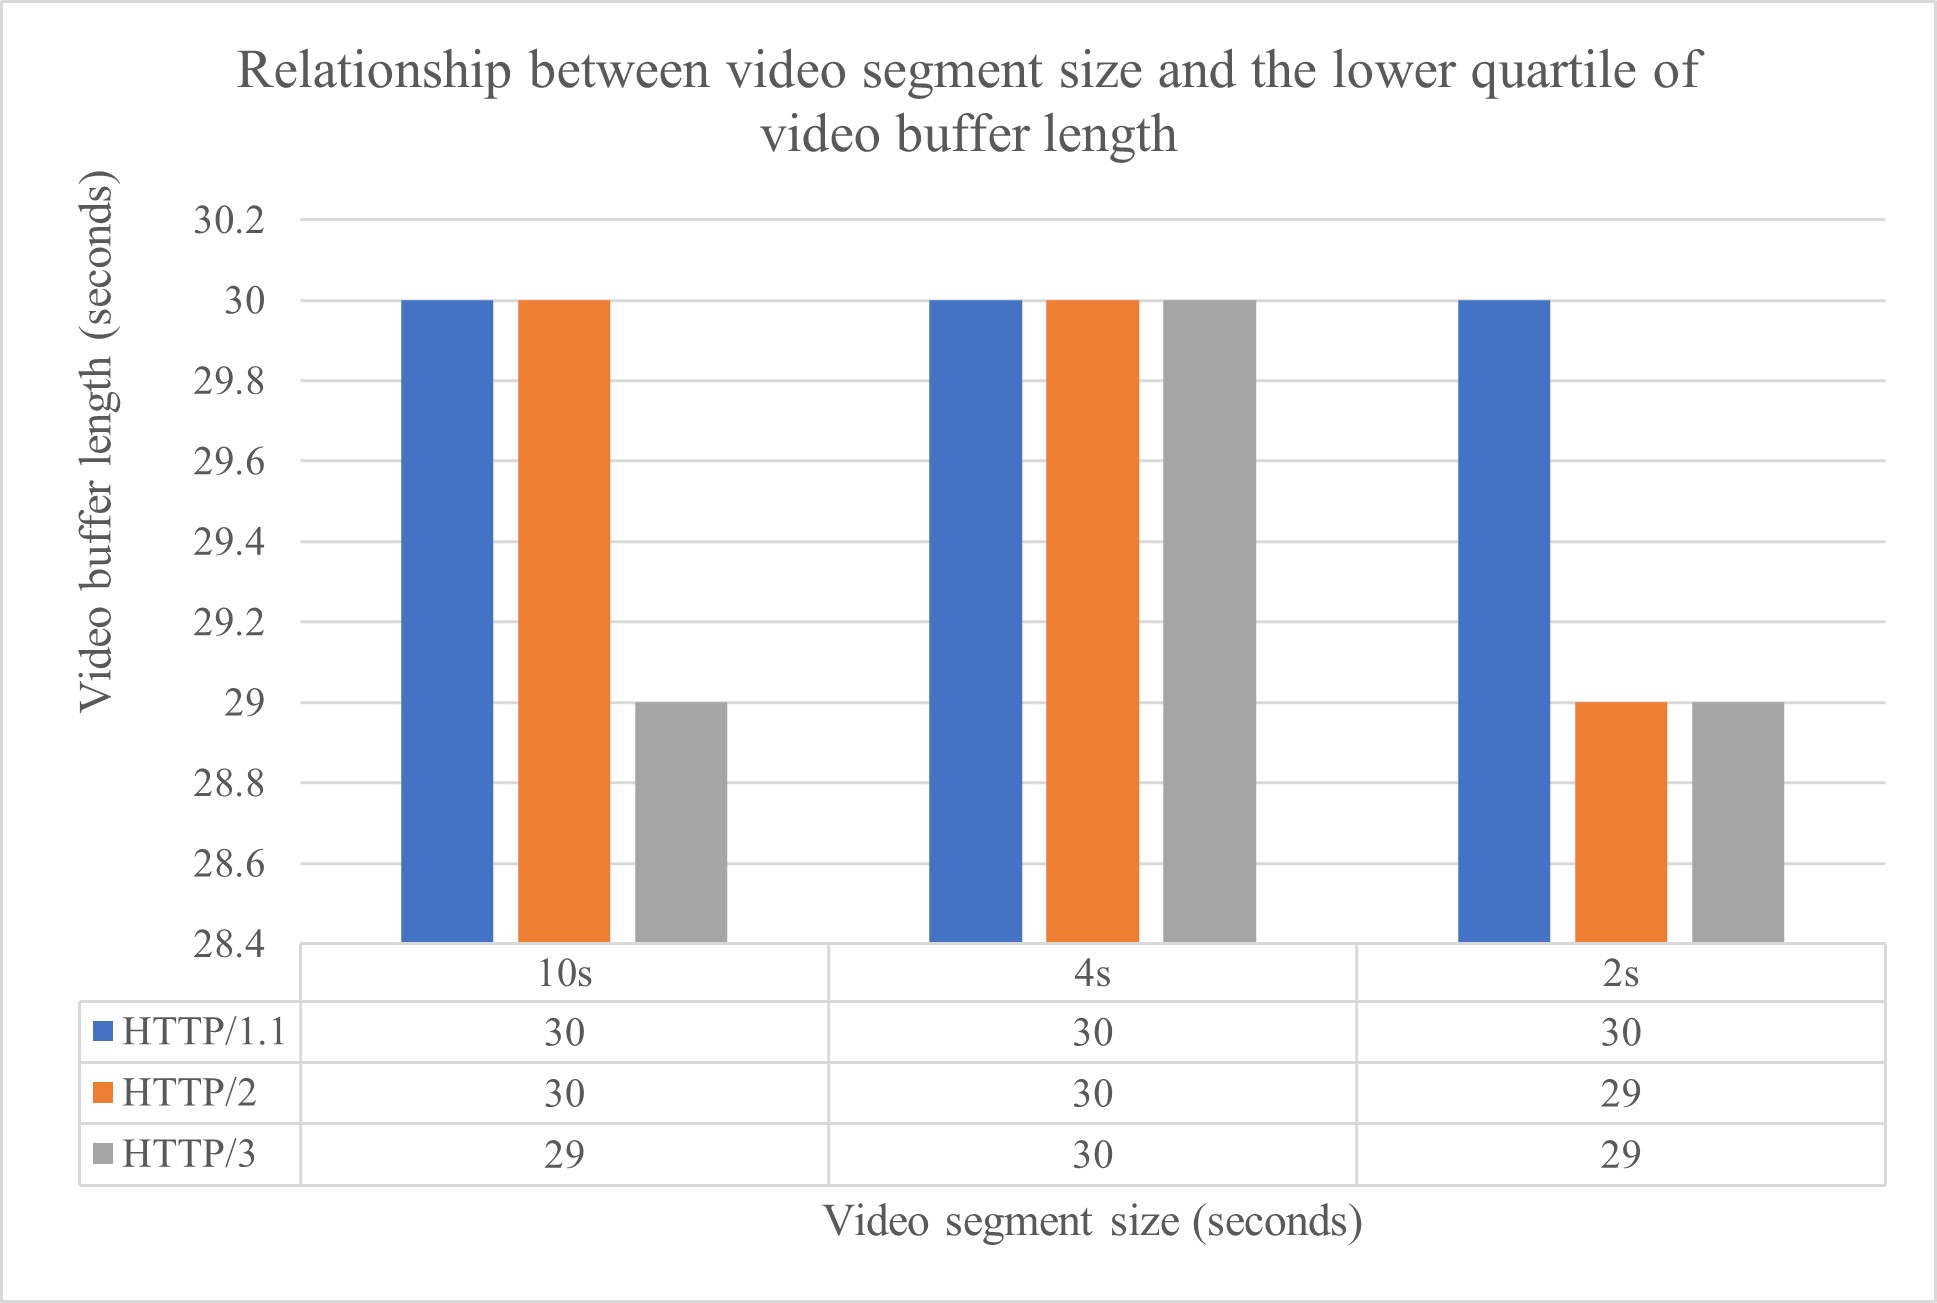 Relationship between video segment size and the lower quartile of
video buffer length
Video buffer length (seconds)
30.2
30
29.8
29.6
29.4
29.2
29
28.8
28.6
28.4
10s 4s 2s
HTTP/1.1 30 30 30
HTTP/2 30 30 29
HTTP/3 29 30 29
Video segment size (seconds)